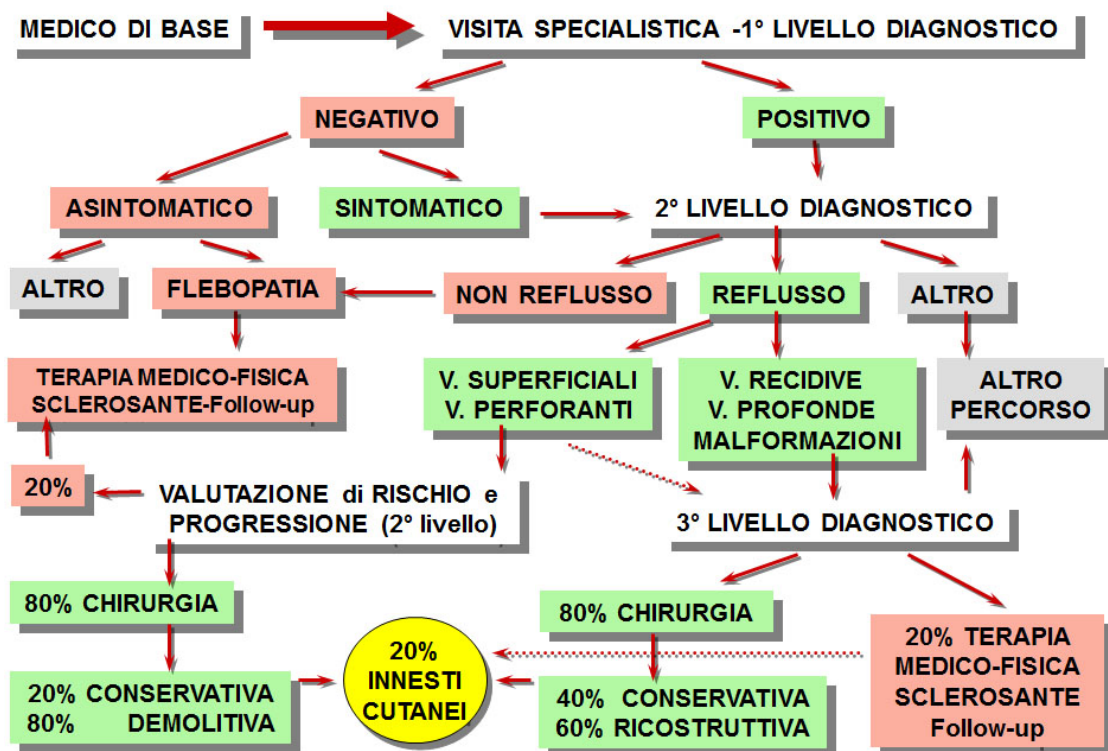 MEDICO DI BASE
VISITA SPECIALISTICA -1° LIVELLO DIAGNOSTICO
NEGATIVO
POSITIVO
ASINTOMATICO
SINTOMATICO
2° LIVELLO DIAGNOSTICO
ALTRO
FLEBOPATIA
NON REFLUSSO
REFLUSSO
ALTRO
TERAPIA MEDICO-FISICA
SCLEROSANTE-Follow-up
V. SUPERFICIALI
V. PERFORANTI
V. RECIDIVE
V. PROFONDE
MALFORMAZIONI
ALTRO
PERCORSO
20%
VALUTAZIONE di RISCHIO e
PROGRESSIONE (2° livello)
3° LIVELLO DIAGNOSTICO
80% CHIRURGIA
80% CHIRURGIA
20% CONSERVATIVA
80% DEMOLITIVA
20%
INNESTI
CUTANEI
40% CONSERVATIVA
60% RICOSTRUTTIVA
20% TERAPIA
MEDICO-FISICA
SCLEROSANTE
Follow-up